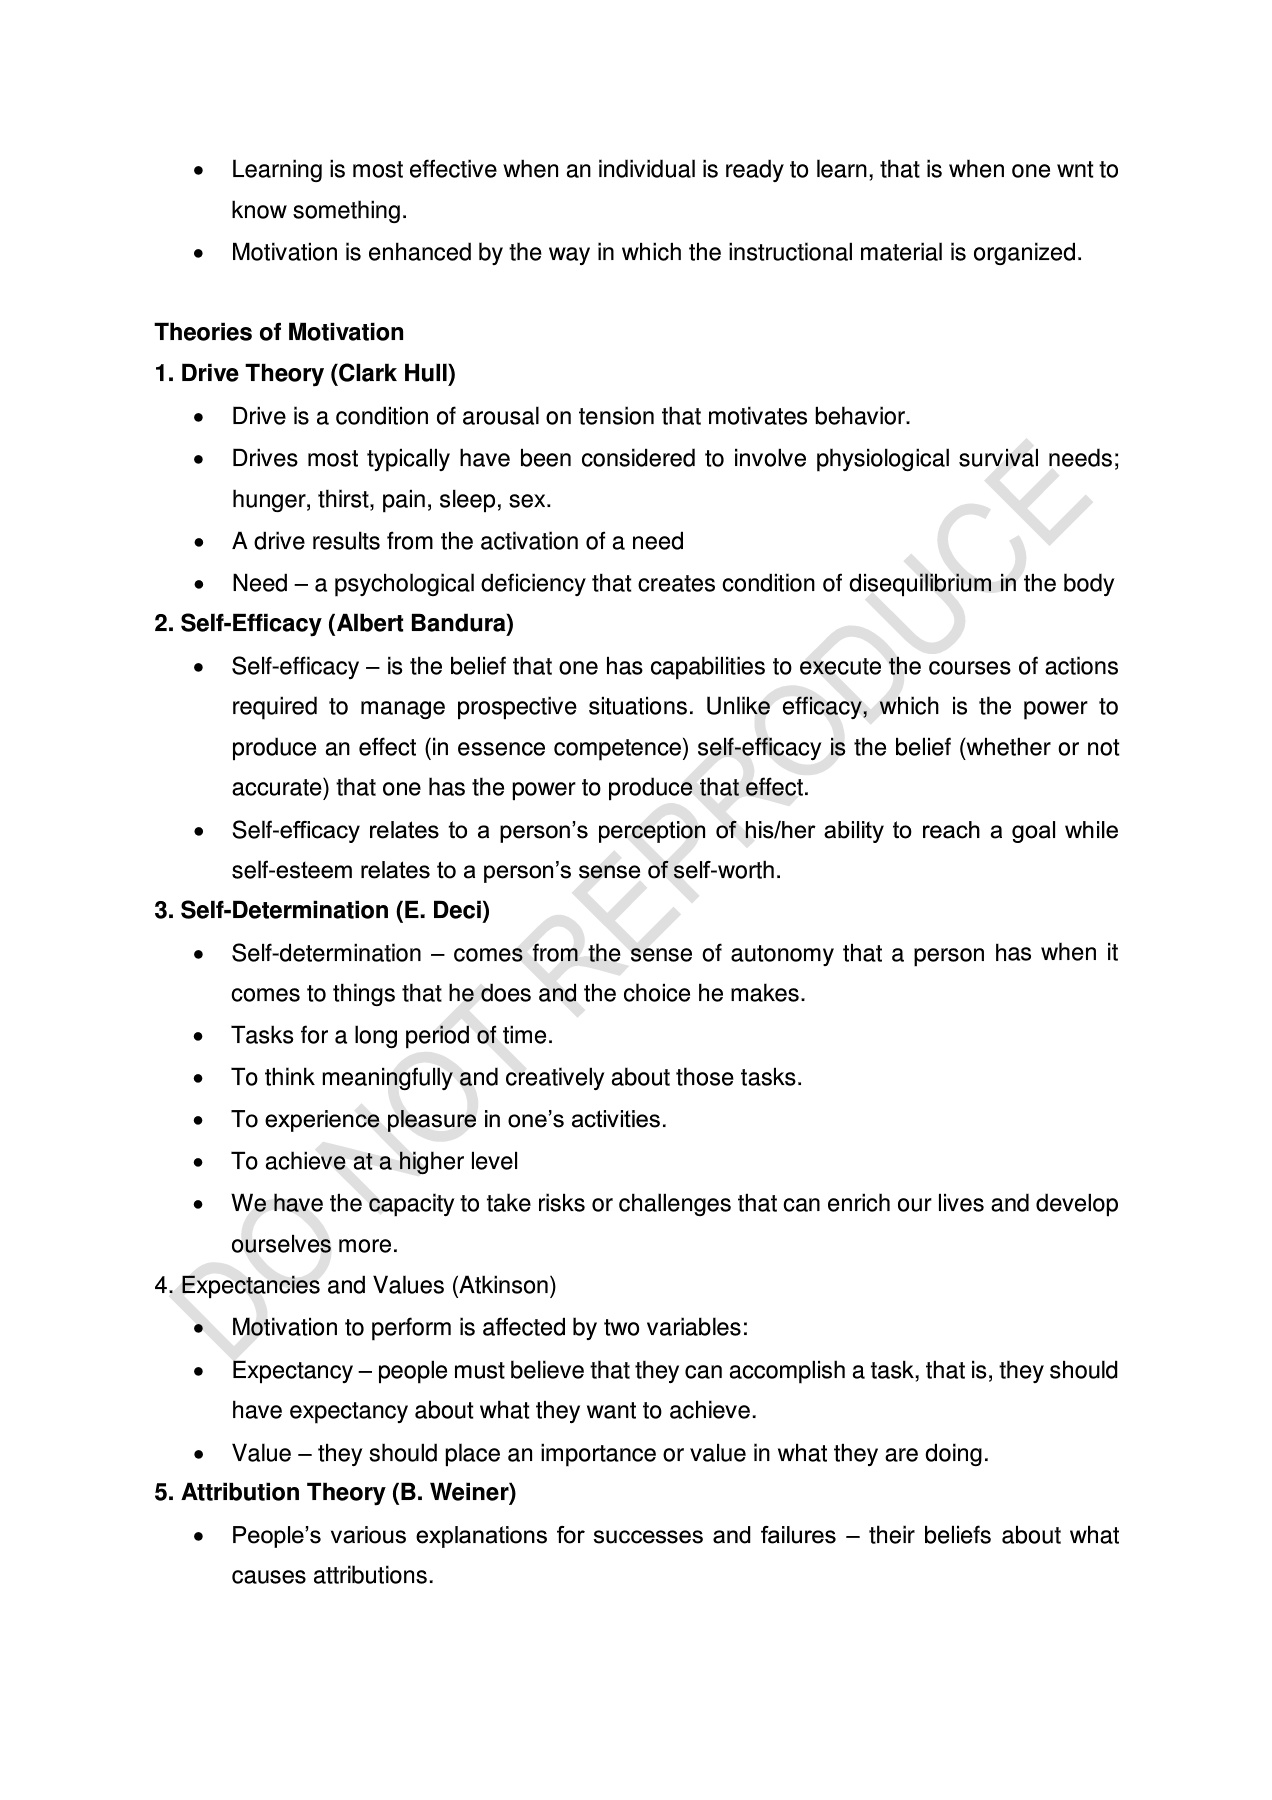 • Learning is most effective when an individual is ready to learn, that is when one wnt to
know something.
• Motivation is enhanced by the way in which the instructional material is organized.
Theories of Motivation
1. Drive Theory (Clark Hull)
• Drive is a condition of arousal on tension that motivates behavior.
• Drives most typically have been considered to involve physiological survival needs;
hunger, thirst, pain, sleep, sex.
• A drive results from the activation of a need
• Need – a psychological deficiency that creates condition of disequilibrium in the body
2. Self-Efficacy (Albert Bandura)
• Self-efficacy – is the belief that one has capabilities to execute the courses of actions
required to manage prospective situations. Unlike efficacy, which is the power to
produce an effect (in essence competence) self-efficacy is the belief (whether or not
accurate) that one has the power to produce that effect.
• Self-efficacy relates to a person’s perception of his/her ability to reach a goal while
self-esteem relates to a person’s sense of self-worth.
3. Self-Determination (E. Deci)
• Self-determination – comes from the sense of autonomy that a person has when it
comes to things that he does and the choice he makes.
• Tasks for a long period of time.
• To think meaningfully and creatively about those tasks.
• To experience pleasure in one’s activities.
• To achieve at a higher level
• We have the capacity to take risks or challenges that can enrich our lives and develop
ourselves more.
4. Expectancies and Values (Atkinson)
• Motivation to perform is affected by two variables:
• Expectancy – people must believe that they can accomplish a task, that is, they should
have expectancy about what they want to achieve.
• Value – they should place an importance or value in what they are doing.
5. Attribution Theory (B. Weiner)
• People’s various explanations for successes and failures – their beliefs about what
causes attributions.
DO NOT REPRODUCE